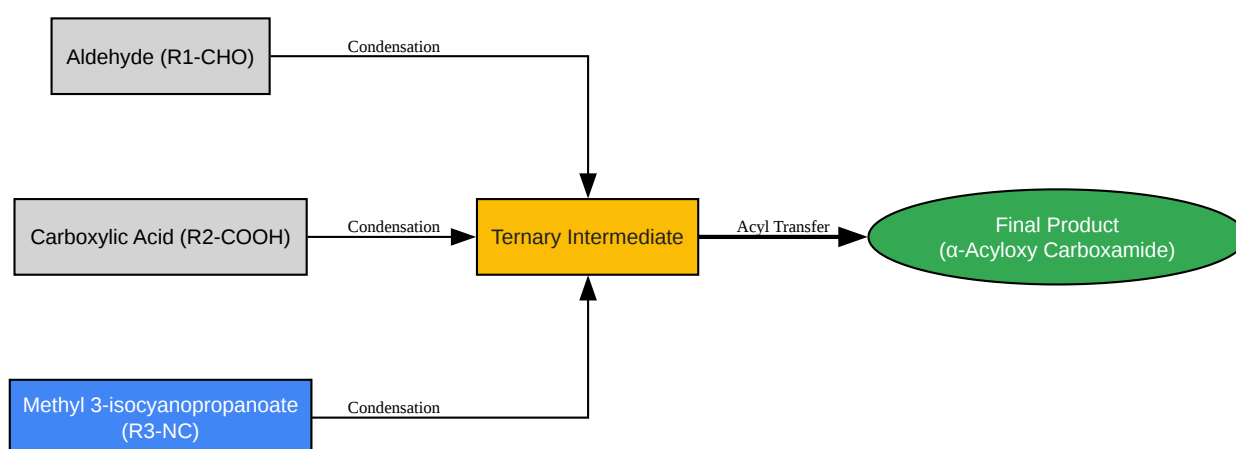 Aldehyde (R1-CHO)
Condensation
Carboxylic Acid (R2-COOH)
Condensation
Ternary Intermediate
Acyl Transfer
Final Product
(α-Acyloxy Carboxamide)
Methyl 3-isocyanopropanoate
(R3-NC)
Condensation